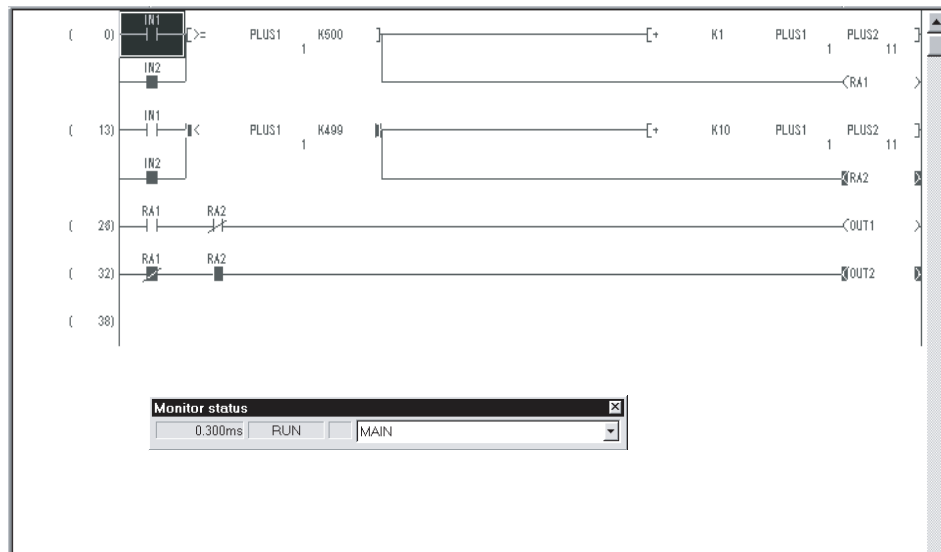 IN1
( 0) [>= PLUS1 K500 ] [+ K1 PLUS1 PLUS2 ]
1 1 11
IN2
(RA1 )
IN1
( 13) [< PLUS1 K499 ] [+ K10 PLUS1 PLUS2 ]
1 1 11
IN2
(RA2 )
RA1 RA2
( 26) (OUT1 )
RA1 RA2
( 32) (OUT2 )
( 38)
Monitor status
0.300ms RUN MAIN